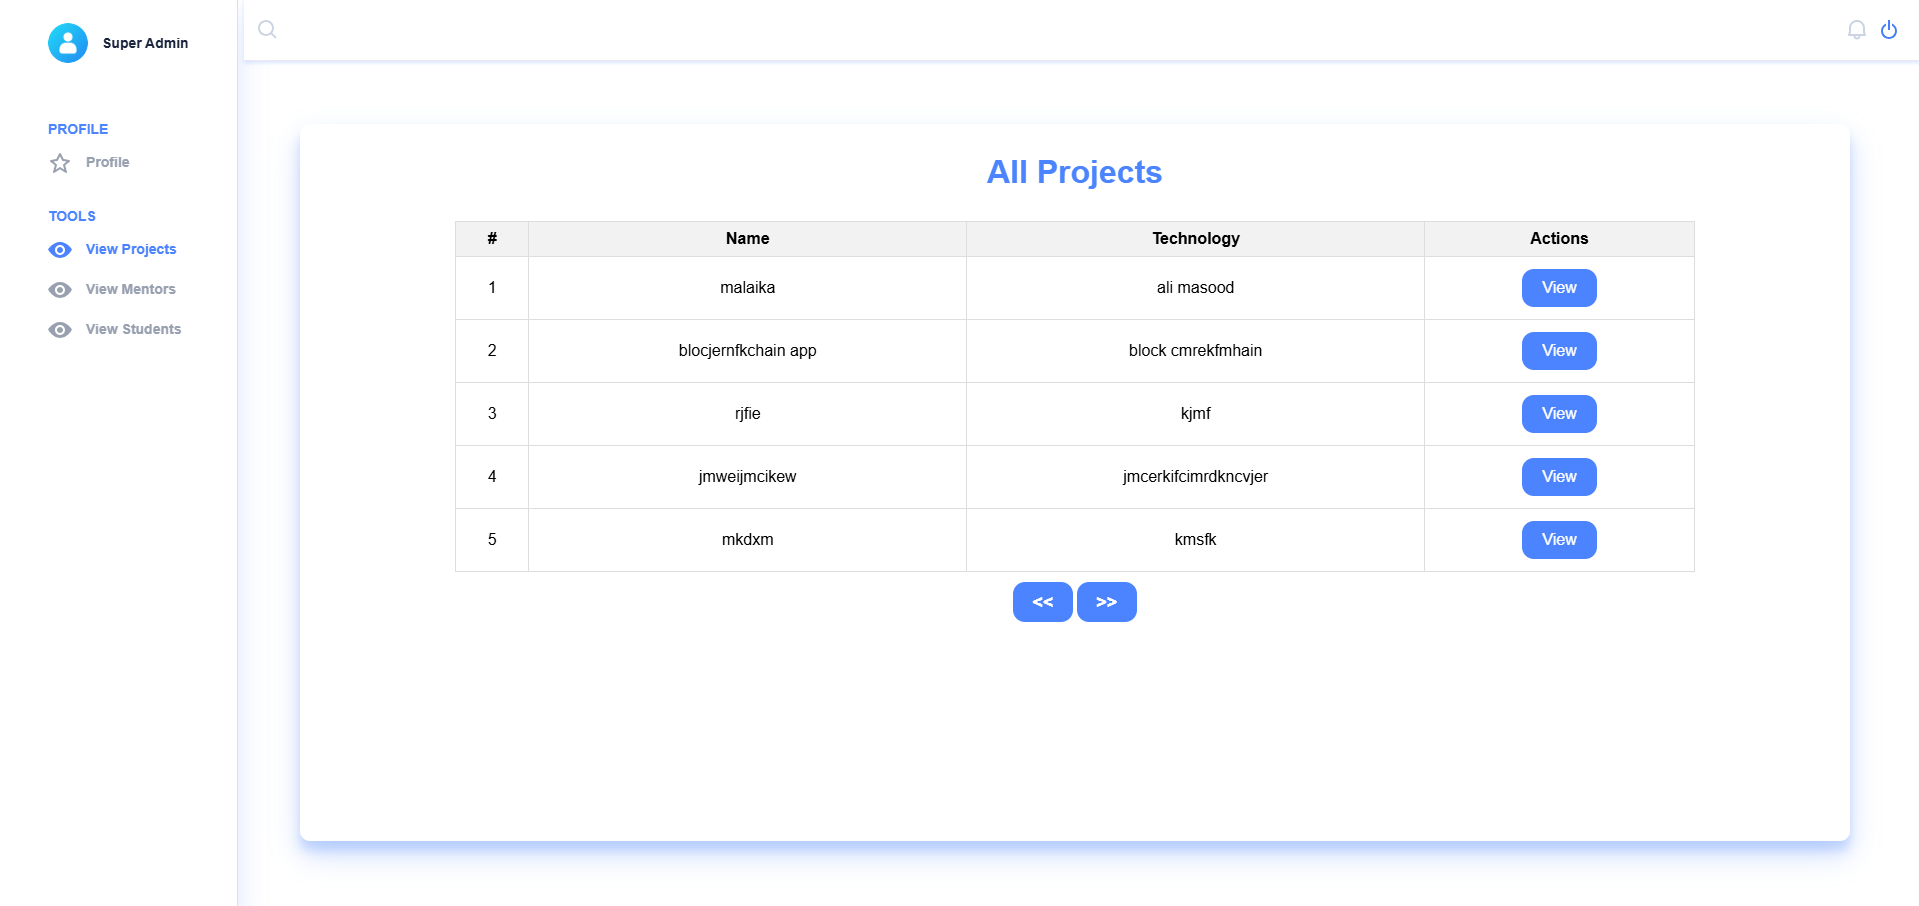 Super Admin
PROFILE
Profile
TOOLS
View Projects
View Mentors
View Students
All Projects
# Name Technology Actions
1 malaika ali masood View
2 blocjernfkchain app block cmrekfmhain View
3 rjfie kjmf View
4 jmweijmcikew jmcerkifcimrdkncvjer View
5 mkdxm kmsfk View
<< >>